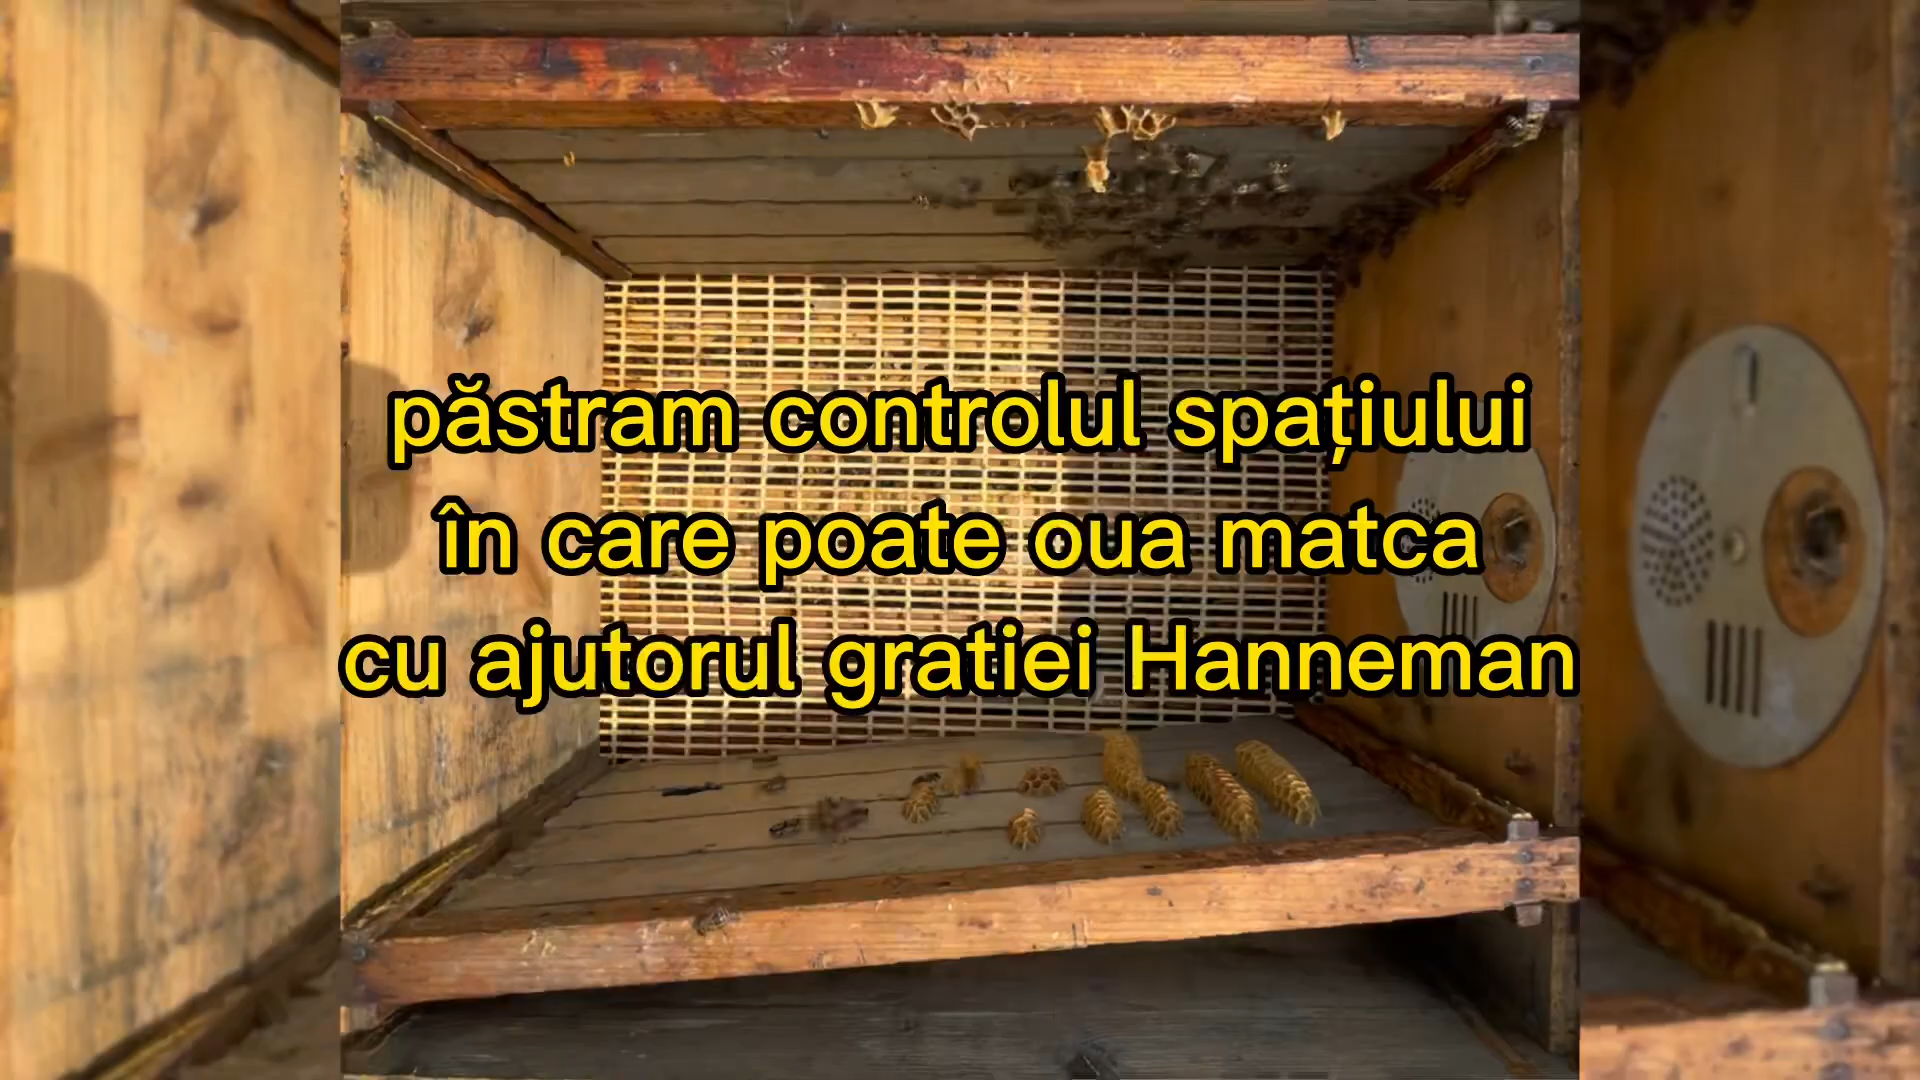 păstram controlul spațiului
în care poate oua matca
cu ajutorul gratiei Hanneman